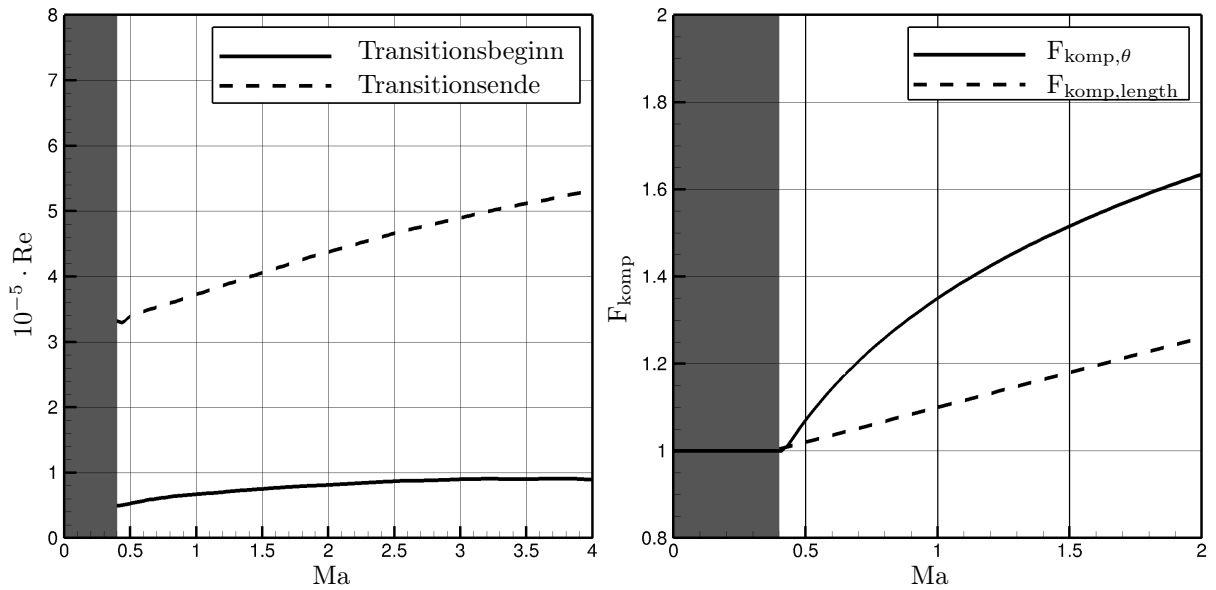 8
7
6
5
4
3
2
1
0
10⁻⁵ · Re
Transitionsbeginn
Transitionsende
0 0.5 1 1.5 2 2.5 3 3.5 4
Ma
2
1.8
1.6
1.4
1.2
1
0.8
F_komp
F_komp,θ
F_komp,length
0 0.5 1 1.5 2
Ma